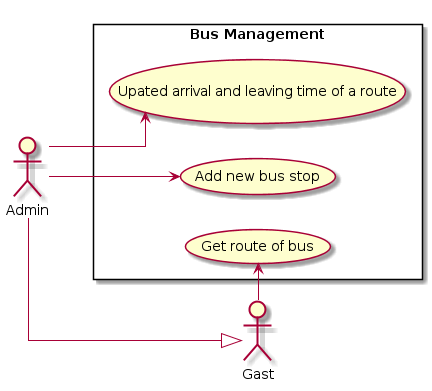 Bus Management
Upated arrival and leaving time of a route
Add new bus stop
Admin
Get route of bus
Gast